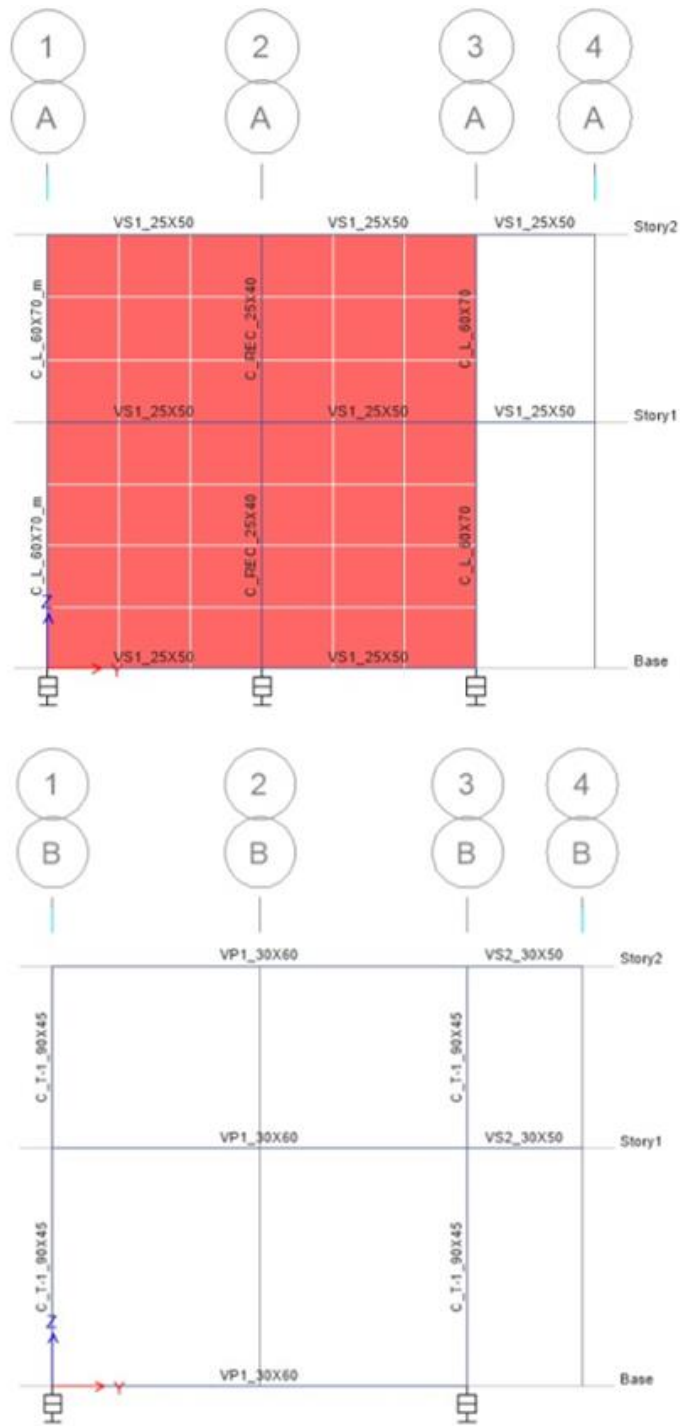 1 2 3 4
A A A A
VS1_25X50 VS1_25X50 VS1_25X50 Story2
C_L_60X70_m C_REC_25X40 C_L_60X70
VS1_25X50 VS1_25X50 VS1_25X50 Story1
C_L_60X70_m C_REC_25X40 C_L_60X70
Z
VS1_25X50 VS1_25X50 Base
Y
1 2 3 4
B B B B
VP1_30X60 VS2_30X50 Story2
C_T-1_90X45 C_T-1_90X45
VP1_30X60 VS2_30X50 Story1
C_T-1_90X45 C_T-1_90X45
Z
VP1_30X60 Base
Y